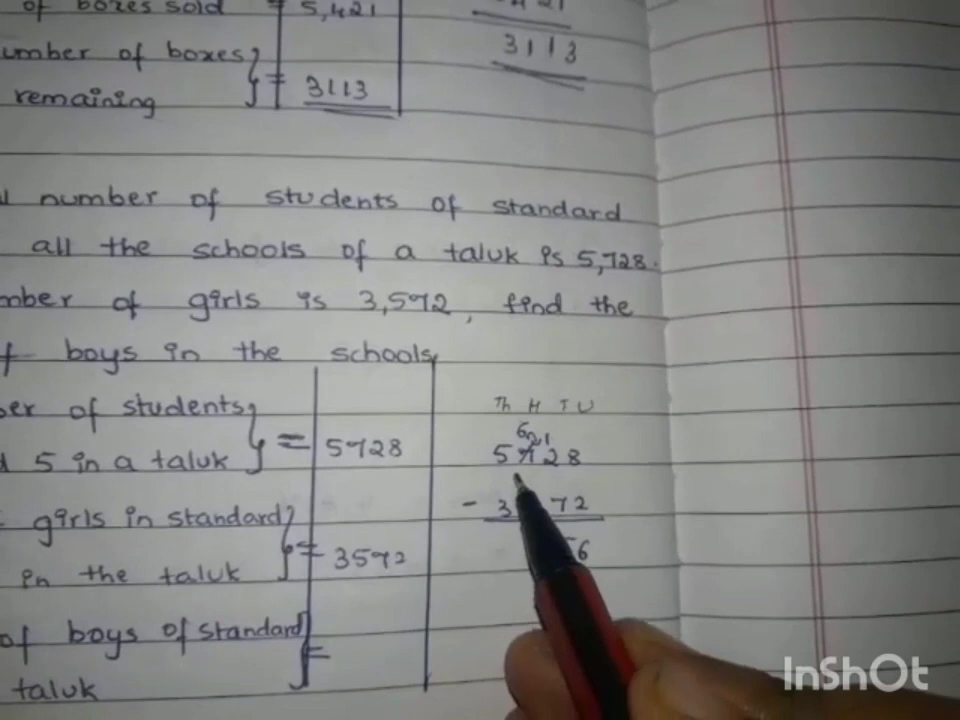 of boxes sold = 5,421
3113
umber of boxes
remaining = 3113
number of students of standard
all the schools of a taluk is 5,728.
mber of girls is 3,572, find the
f boys in the schools
ber of students
5 in a taluk = 5728
Th H T U
6 1
5728
- 3 72
56
girls in standard
in the taluk = 3572
of boys of standard
taluk =
InShOt